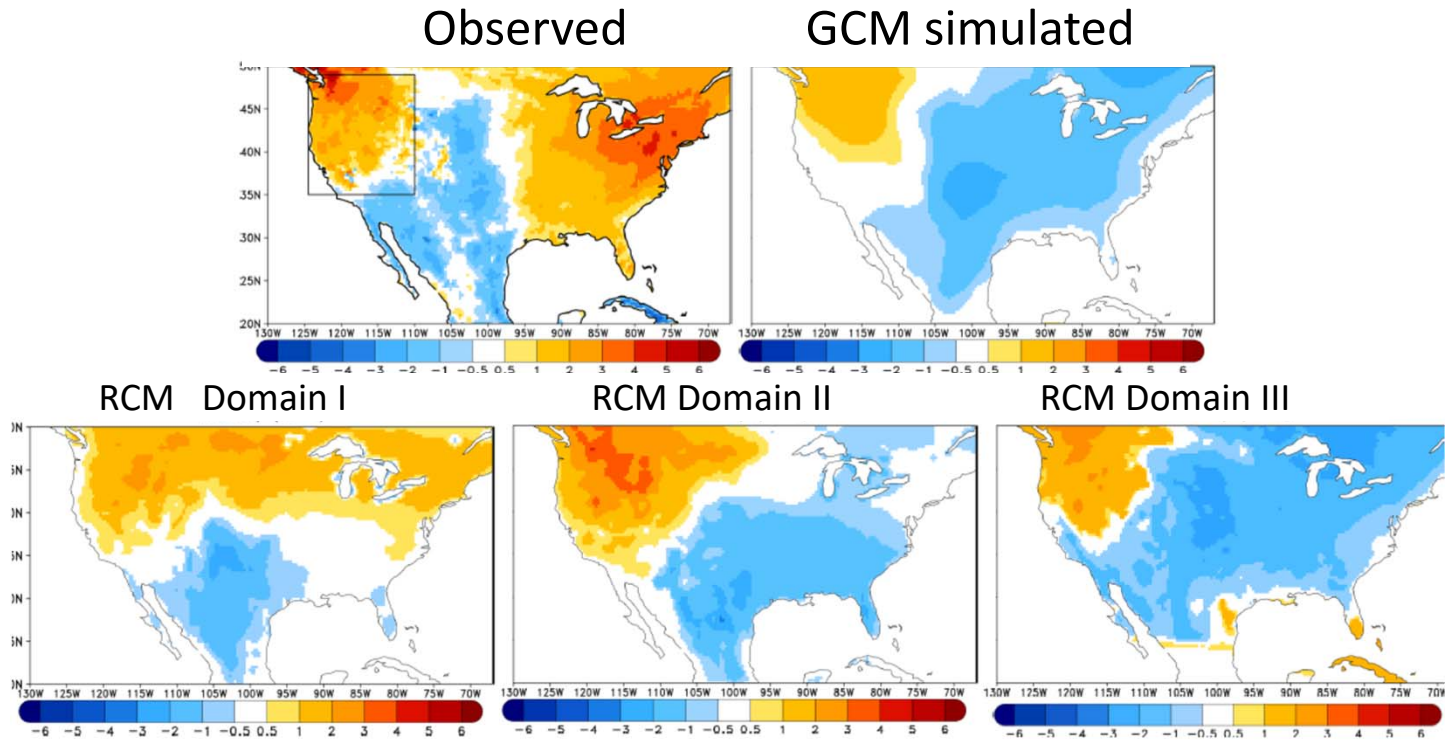 Observed GCM simulated
45N
40N
35N
30N
25N
20N
130W 125W 120W 115W 110W 105W 100W 95W 90W 85W 80W 75W 70W
130W 125W 120W 115W 110W 105W 100W 95W 90W 85W 80W 75W 70W
-6 -5 -4 -3 -2 -1 -0.5 0.5 1 2 3 4 5 6
-6 -5 -4 -3 -2 -1 -0.5 0.5 1 2 3 4 5 6
RCM Domain I RCM Domain II RCM Domain III
130W 125W 120W 115W 110W 105W 100W 95W 90W 85W 80W 75W 70W
130W 125W 120W 115W 110W 105W 100W 95W 90W 85W 80W 75W 70W
130W 125W 120W 115W 110W 105W 100W 95W 90W 85W 80W 75W
-6 -5 -4 -3 -2 -1 -0.5 0.5 1 2 3 4 5 6
-6 -5 -4 -3 -2 -1 -0.5 0.5 1 2 3 4 5 6
-6 -5 -4 -3 -2 -1 -0.5 0.5 1 2 3 4 5 6